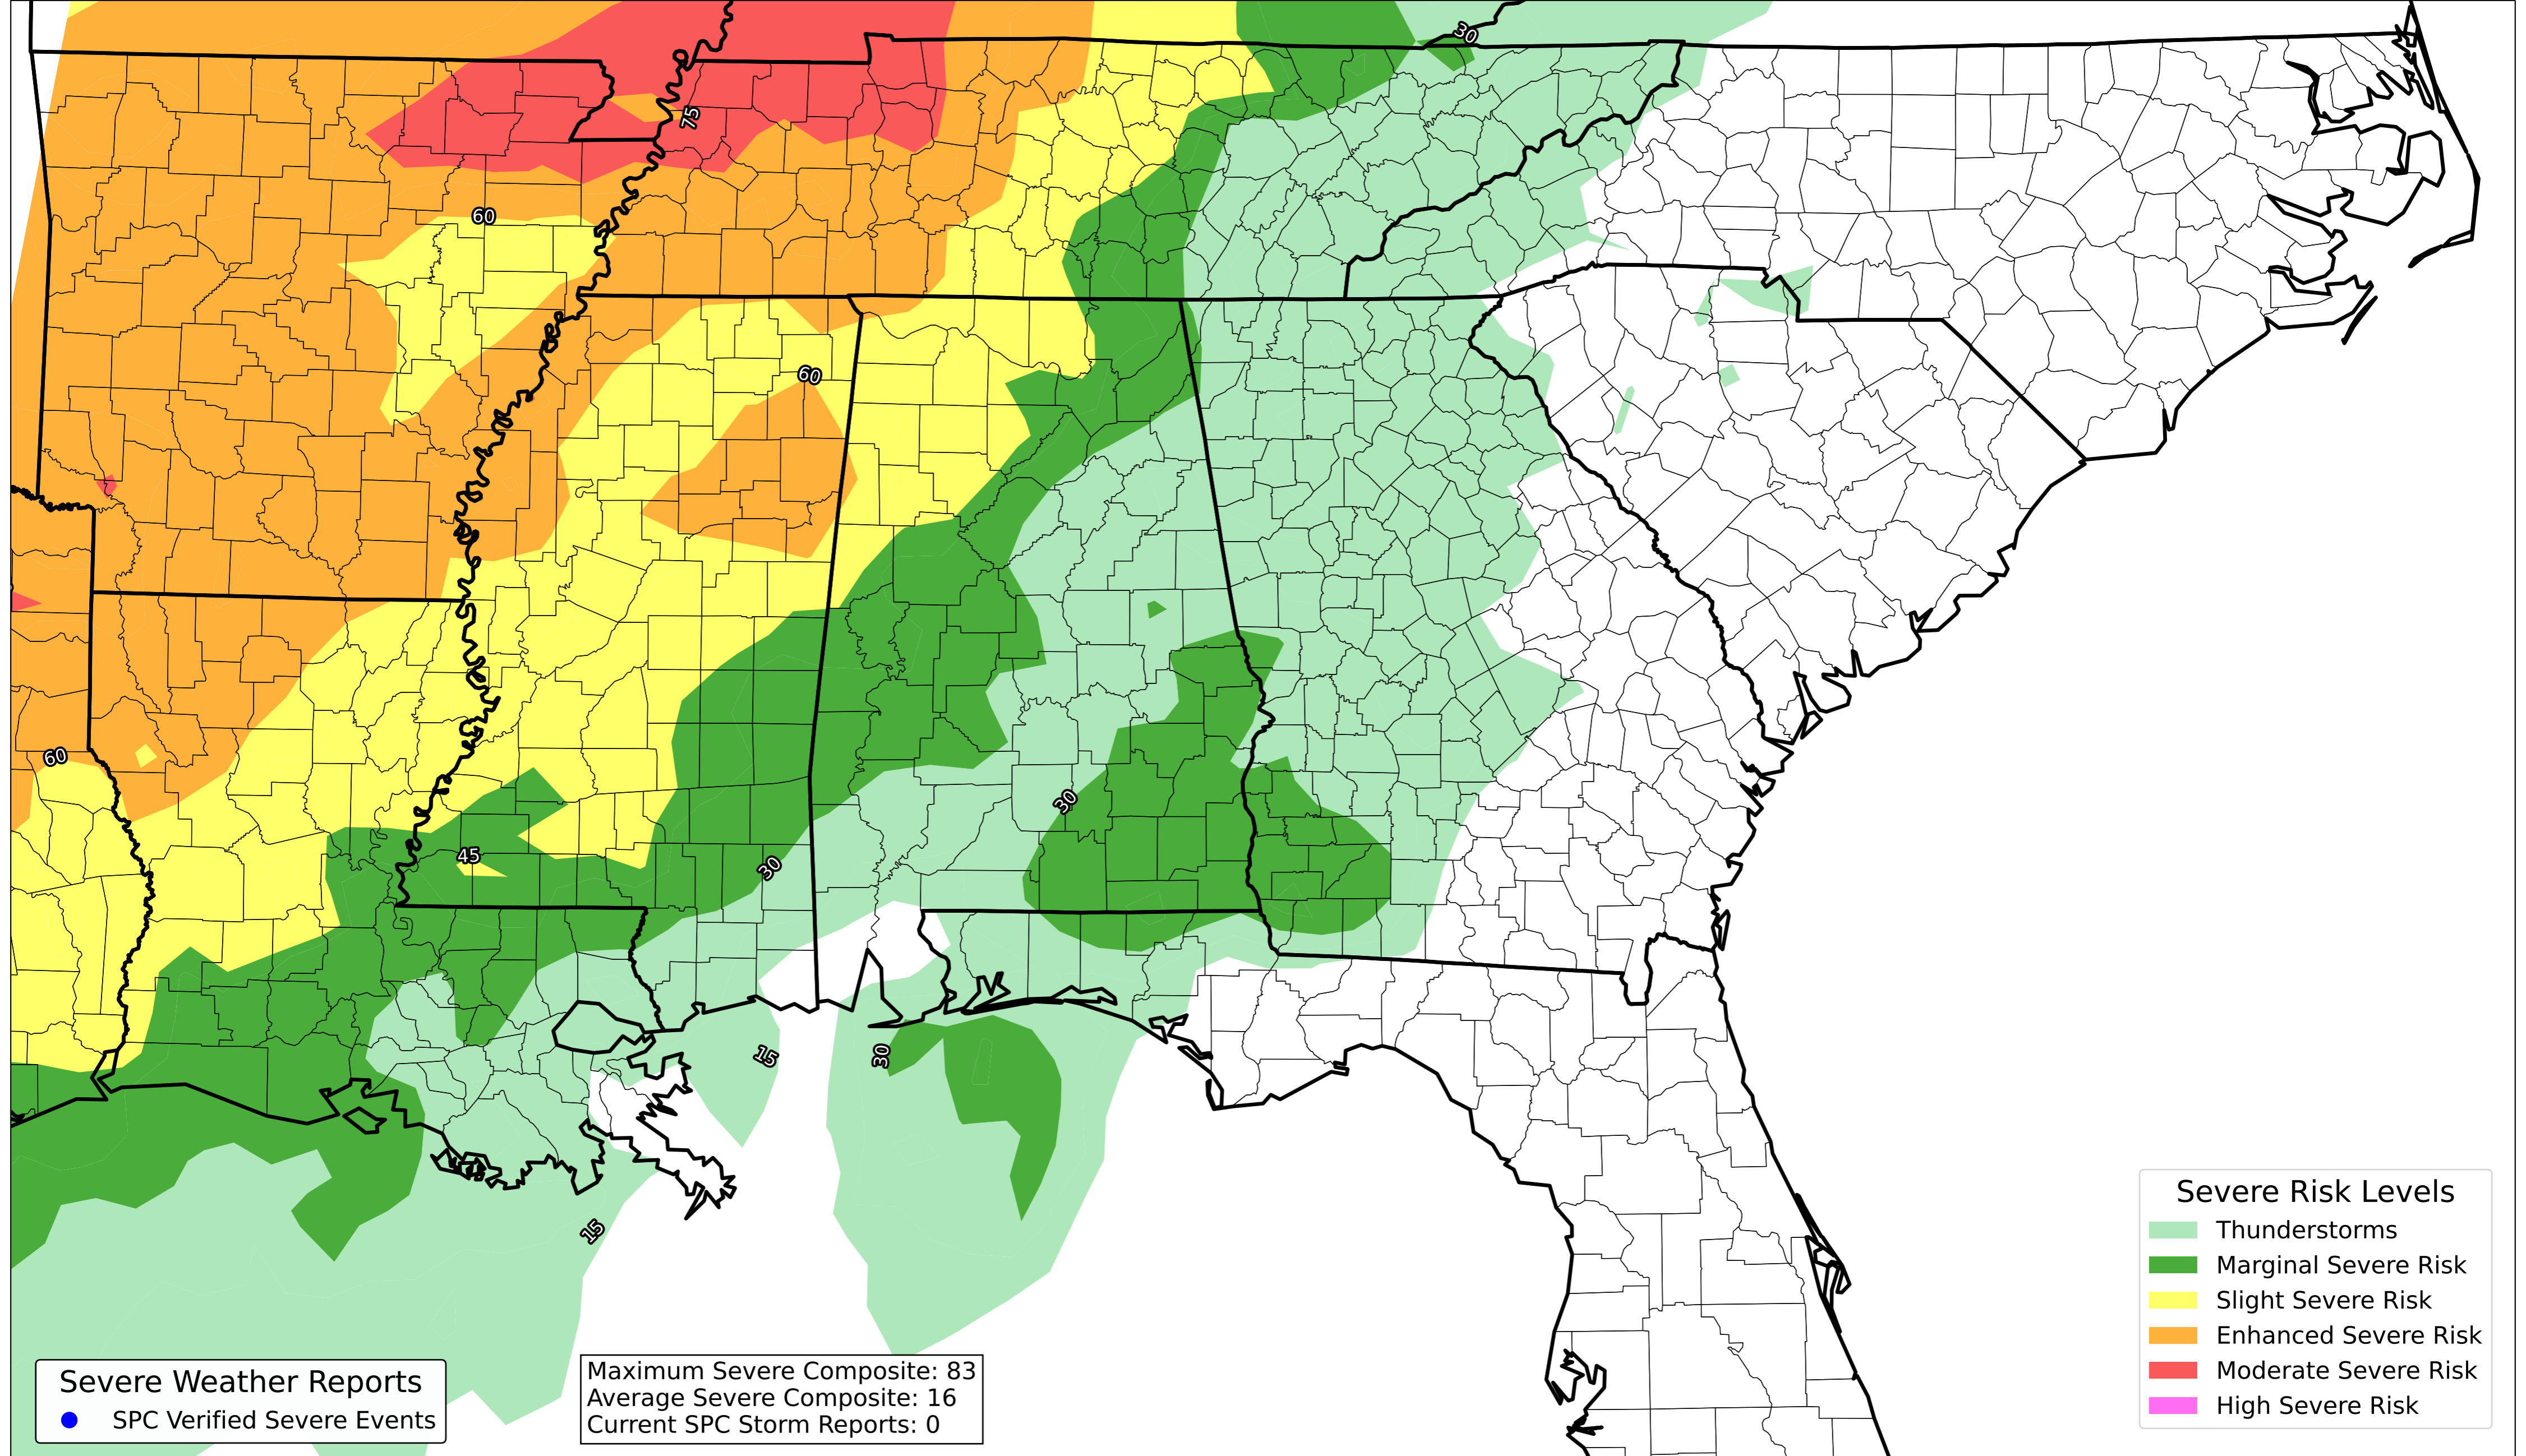 30
75
60
60
60
30
45
30
15
30
15
Severe Risk Levels
Thunderstorms
Marginal Severe Risk
Slight Severe Risk
Enhanced Severe Risk
Moderate Severe Risk
High Severe Risk
Severe Weather Reports
SPC Verified Severe Events
Maximum Severe Composite: 83
Average Severe Composite: 16
Current SPC Storm Reports: 0